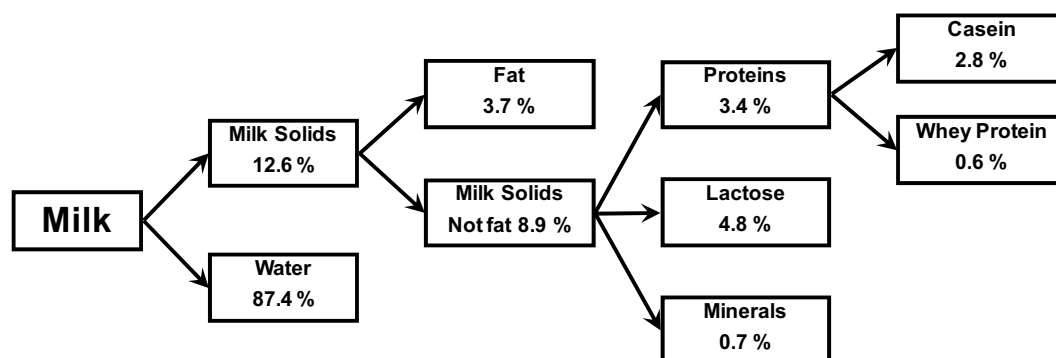 Milk
Milk Solids
12.6 %
Water
87.4 %
Fat
3.7 %
Milk Solids
Not fat 8.9 %
Proteins
3.4 %
Lactose
4.8 %
Minerals
0.7 %
Casein
2.8 %
Whey Protein
0.6 %